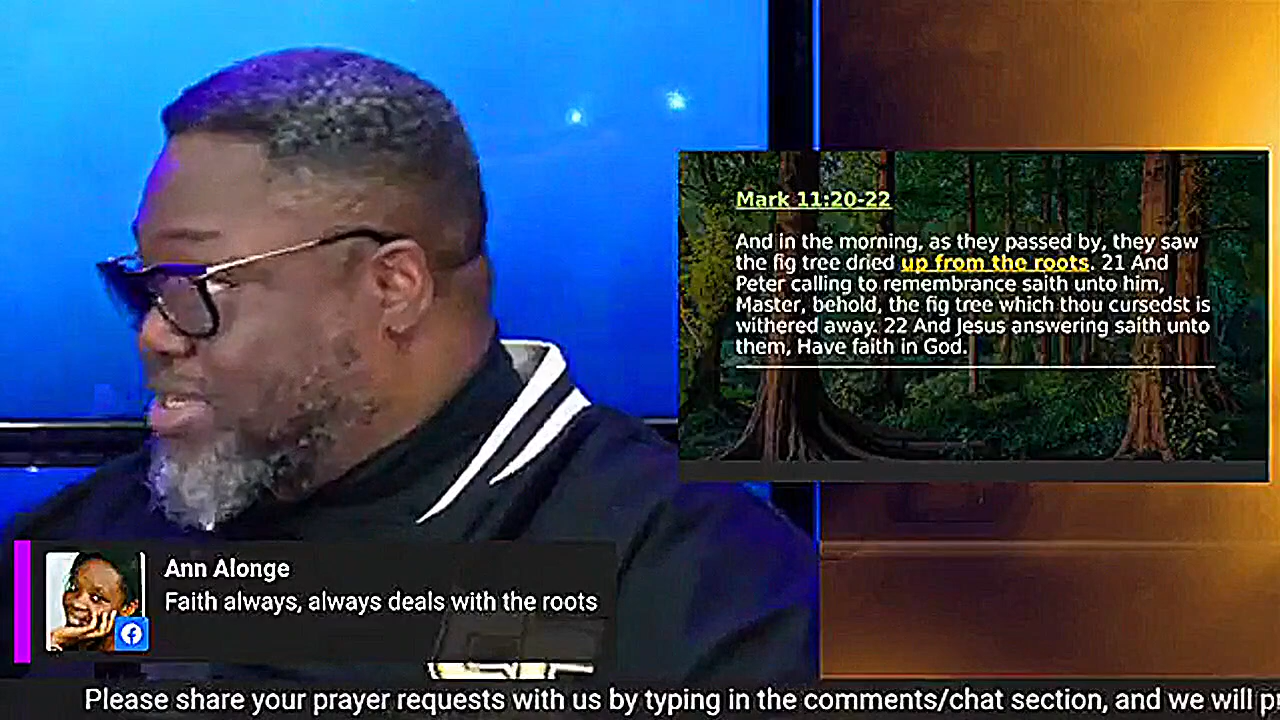 Mark 11:20-22
And in the morning, as they passed by, they saw
the fig tree dried up from the roots. 21 And
Peter calling to remembrance saith unto him,
Master, behold, the fig tree which thou cursedst is
withered away. 22 And Jesus answering saith unto
them, Have faith in God.
Ann Alonge
Faith always, always deals with the roots
Please share your prayer requests with us by typing in the comments/chat section, and we will